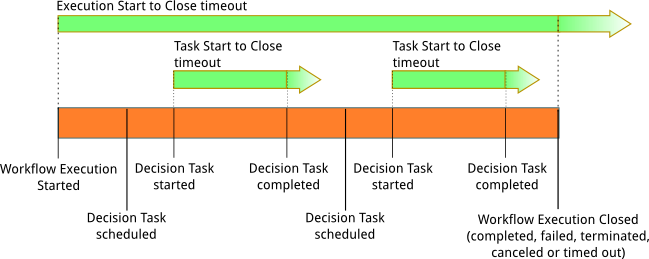 Execution Start to Close timeout
Task Start to Close
timeout
Task Start to Close
timeout
Workflow Execution
Started
Decision Task
started
Decision Task
completed
Decision Task
started
Decision Task
completed
Decision Task
scheduled
Decision Task
scheduled
Workflow Execution Closed
(completed, failed, terminated,
canceled or timed out)